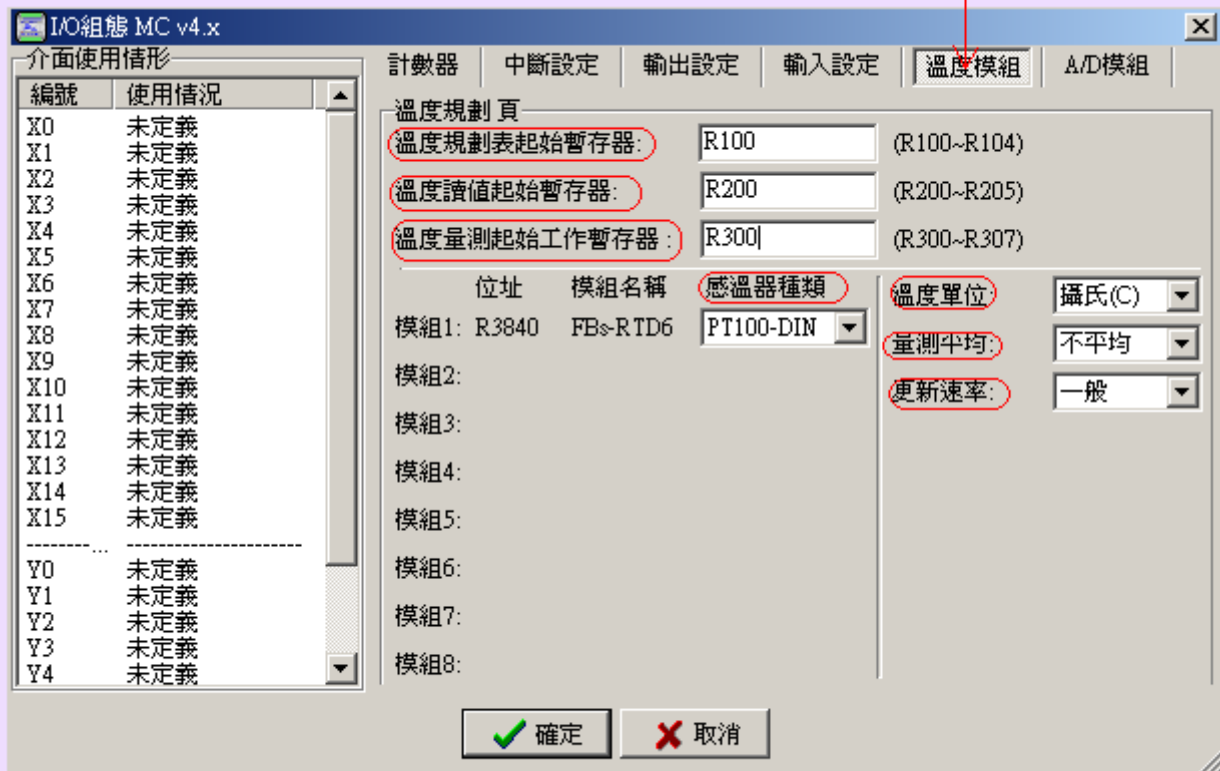 I/O組態 MC v4.x
介面使用情形
編號 使用情況
X0 未定義
X1 未定義
X2 未定義
X3 未定義
X4 未定義
X5 未定義
X6 未定義
X7 未定義
X8 未定義
X9 未定義
X10 未定義
X11 未定義
X12 未定義
X13 未定義
X14 未定義
X15 未定義
--------... ----------------------
Y0 未定義
Y1 未定義
Y2 未定義
Y3 未定義
Y4 未定義
計數器 中斷設定 輸出設定 輸入設定 溫度模組 A/D模組
溫度規劃 頁
溫度規劃表起始暫存器: R100 (R100~R104)
溫度讀值起始暫存器: R200 (R200~R205)
溫度量測起始工作暫存器 : R300 (R300~R307)
位址 模組名稱 感溫器種類
模組1: R3840 FBs-RTD6 PT100-DIN
模組2:
模組3:
模組4:
模組5:
模組6:
模組7:
模組8:
溫度單位: 攝氏(C)
量測平均: 不平均
更新速率: 一般
確定 取消